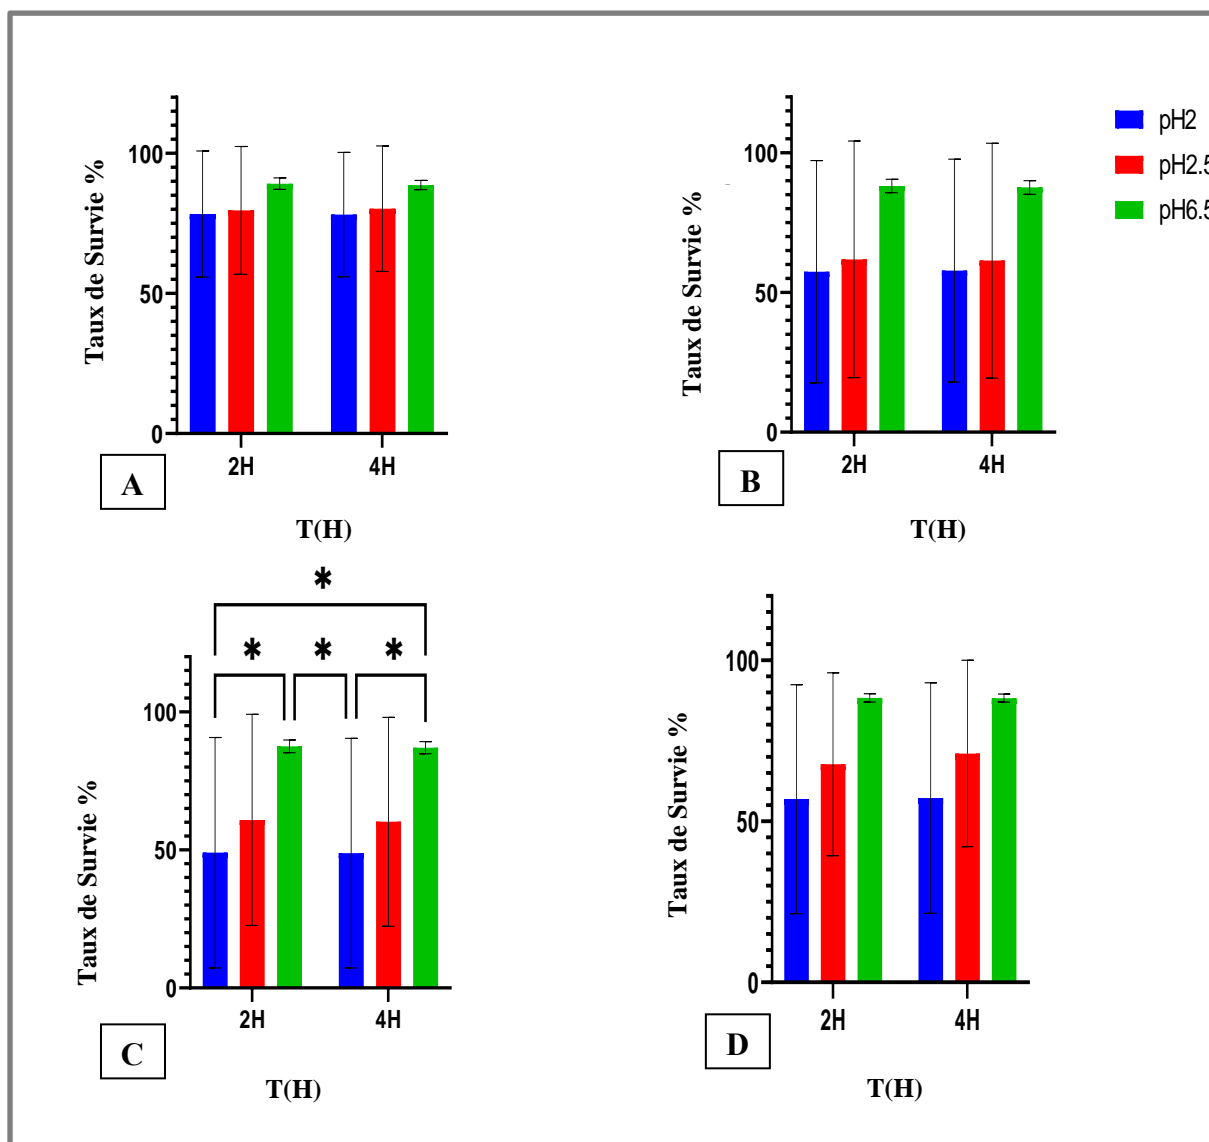 100
50
0
Taux de Survie %
2H
4H
A
T(H)
100
50
0
Taux de Survie %
2H
4H
B
T(H)
pH2
pH2.5
pH6.5
*
* * *
100
50
0
Taux de Survie %
2H
4H
C
T(H)
100
50
0
Taux de Survie %
2H
4H
D
T(H)